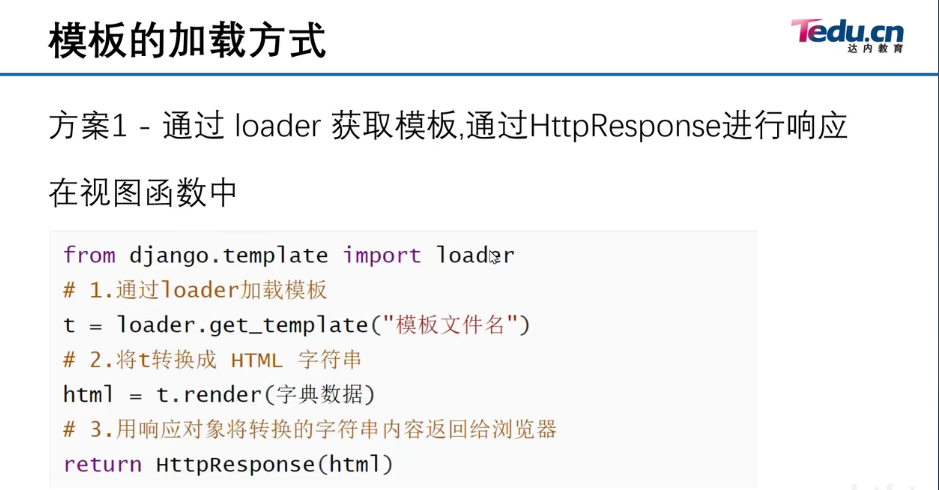 模板的加载方式
Tedu.cn
达内教育
方案1 - 通过 loader 获取模板,通过HttpResponse进行响应
在视图函数中
from django.template import loader
# 1.通过loader加载模板
t = loader.get_template("模板文件名")
# 2.将t转换成 HTML 字符串
html = t.render(字典数据)
# 3.用响应对象将转换的字符串内容返回给浏览器
return HttpResponse(html)